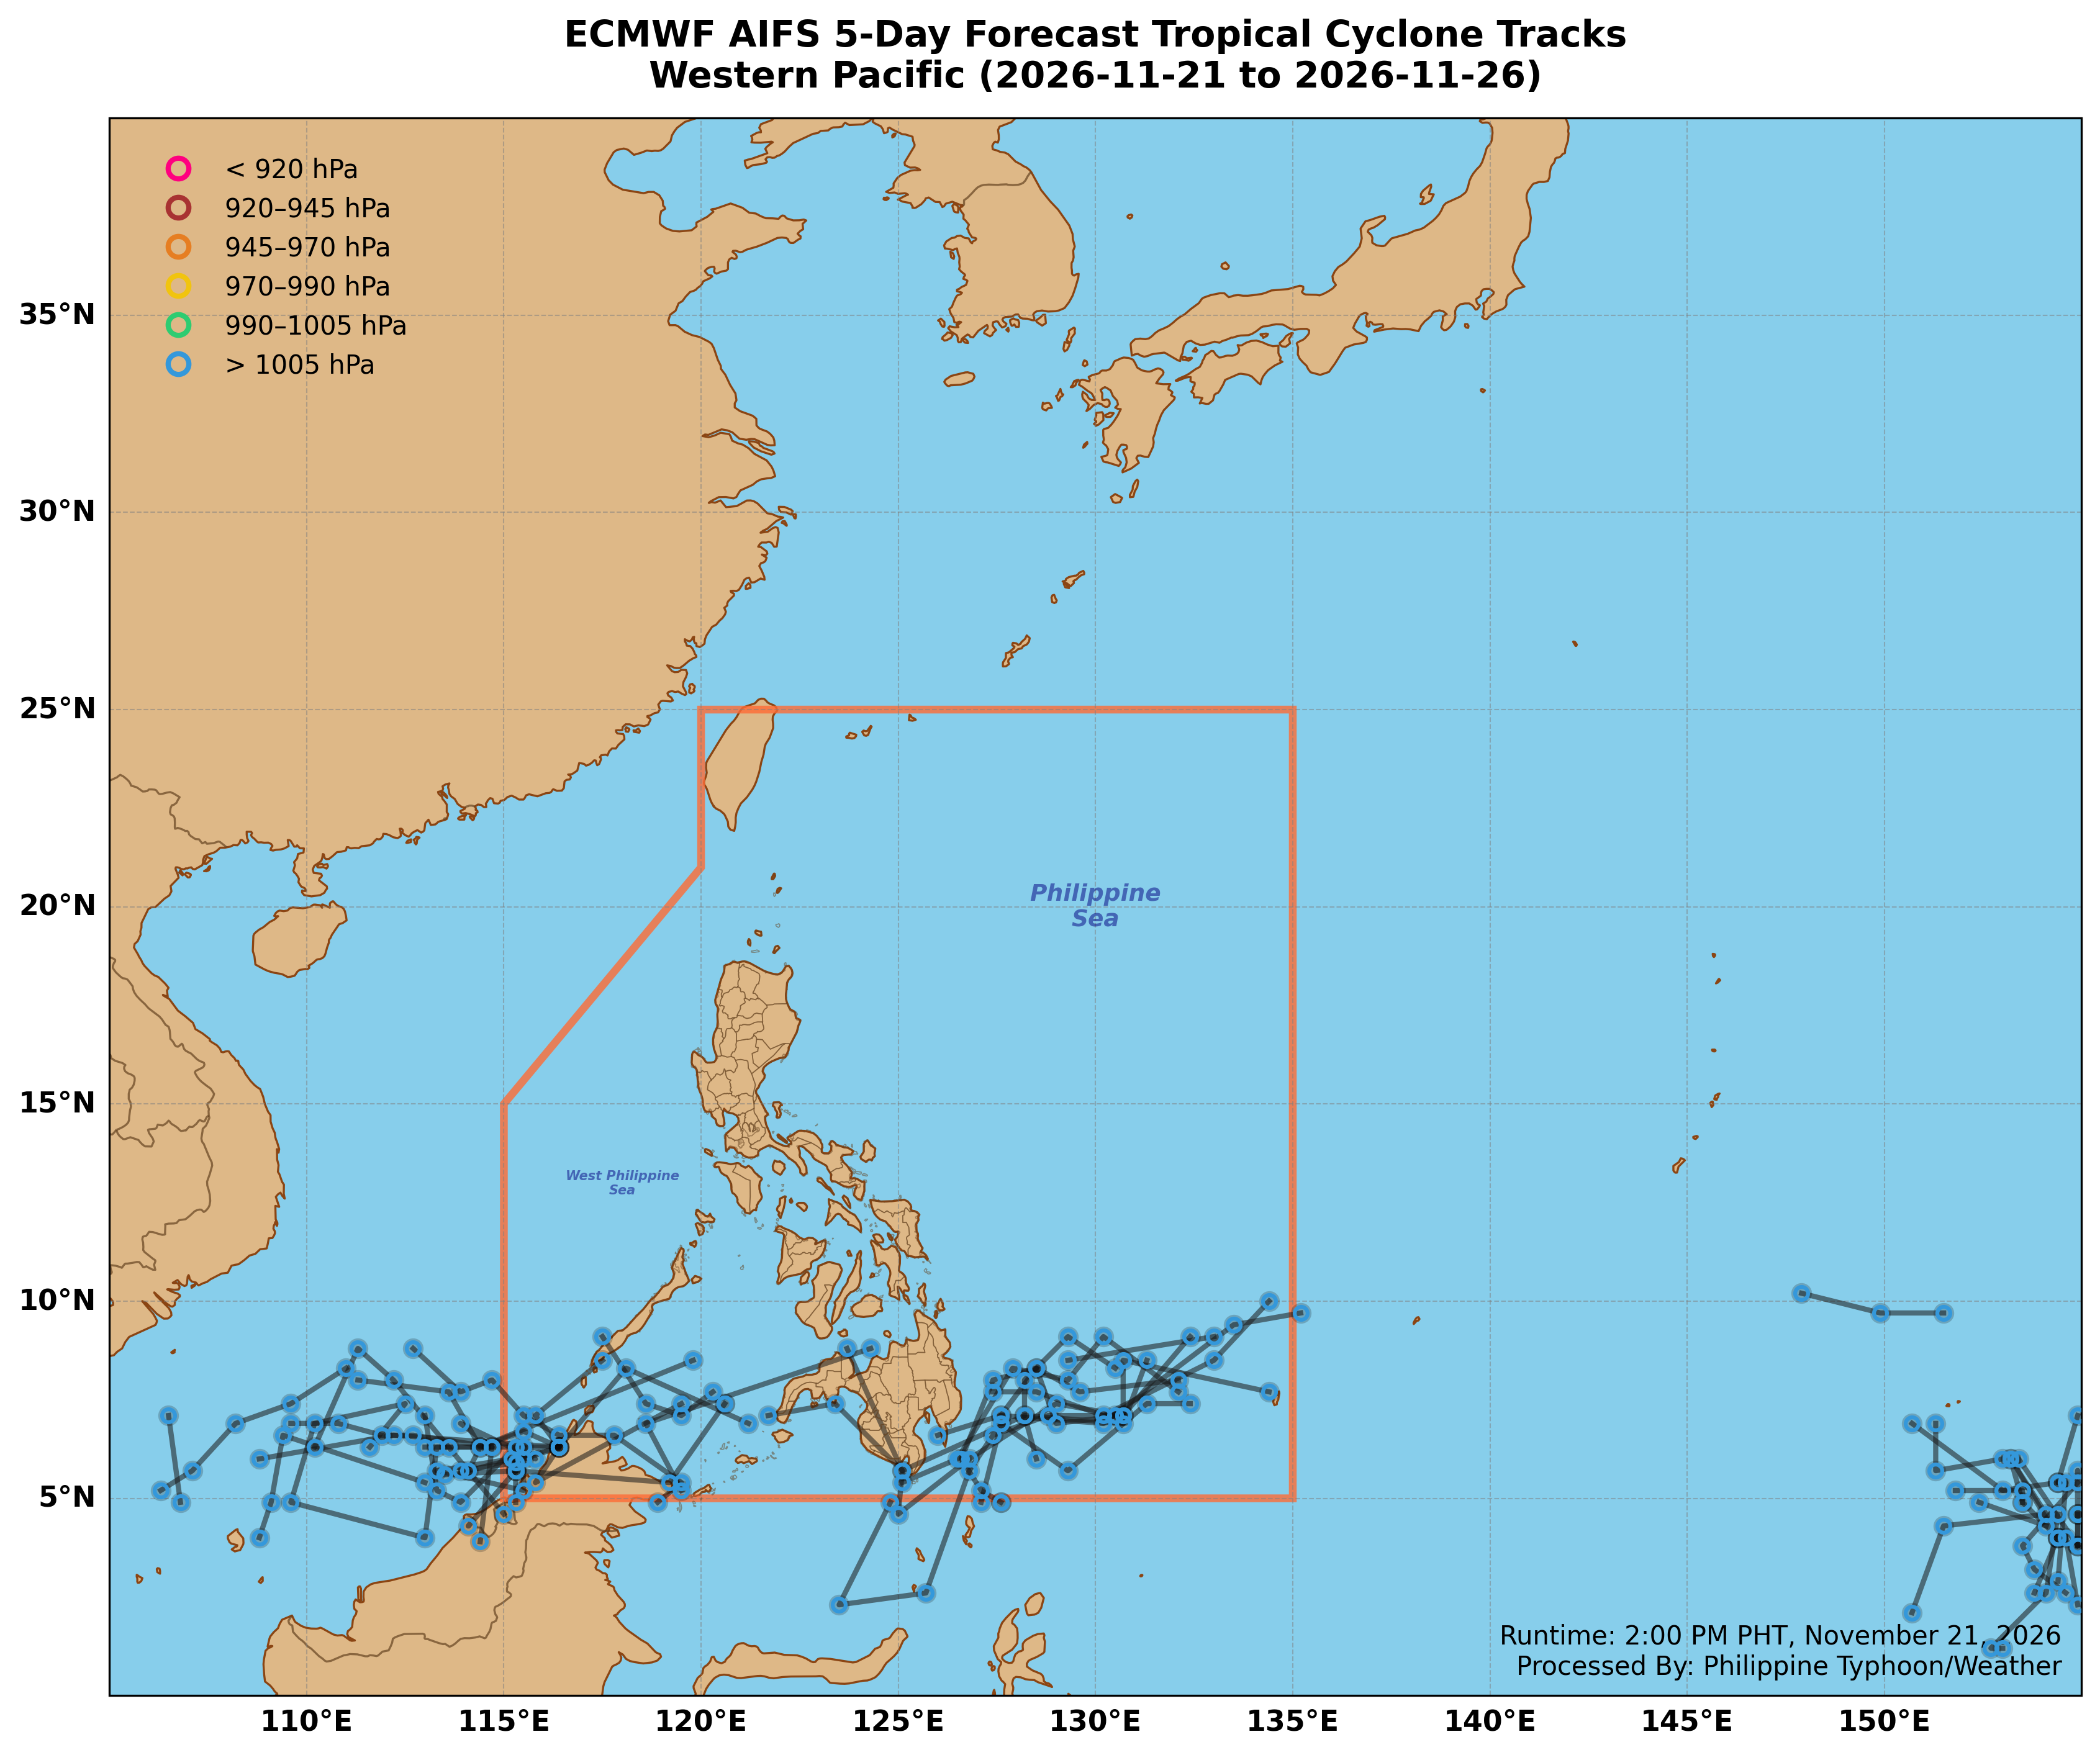 ECMWF AIFS 5-Day Forecast Tropical Cyclone Tracks
Western Pacific (2026-11-21 to 2026-11-26)
< 920 hPa
920–945 hPa
945–970 hPa
970–990 hPa
990–1005 hPa
> 1005 hPa
35°N
30°N
25°N
20°N
15°N
10°N
5°N
Philippine
Sea
West Philippine
Sea
Runtime: 2:00 PM PHT, November 21, 2026
Processed By: Philippine Typhoon/Weather
110°E
115°E
120°E
125°E
130°E
135°E
140°E
145°E
150°E